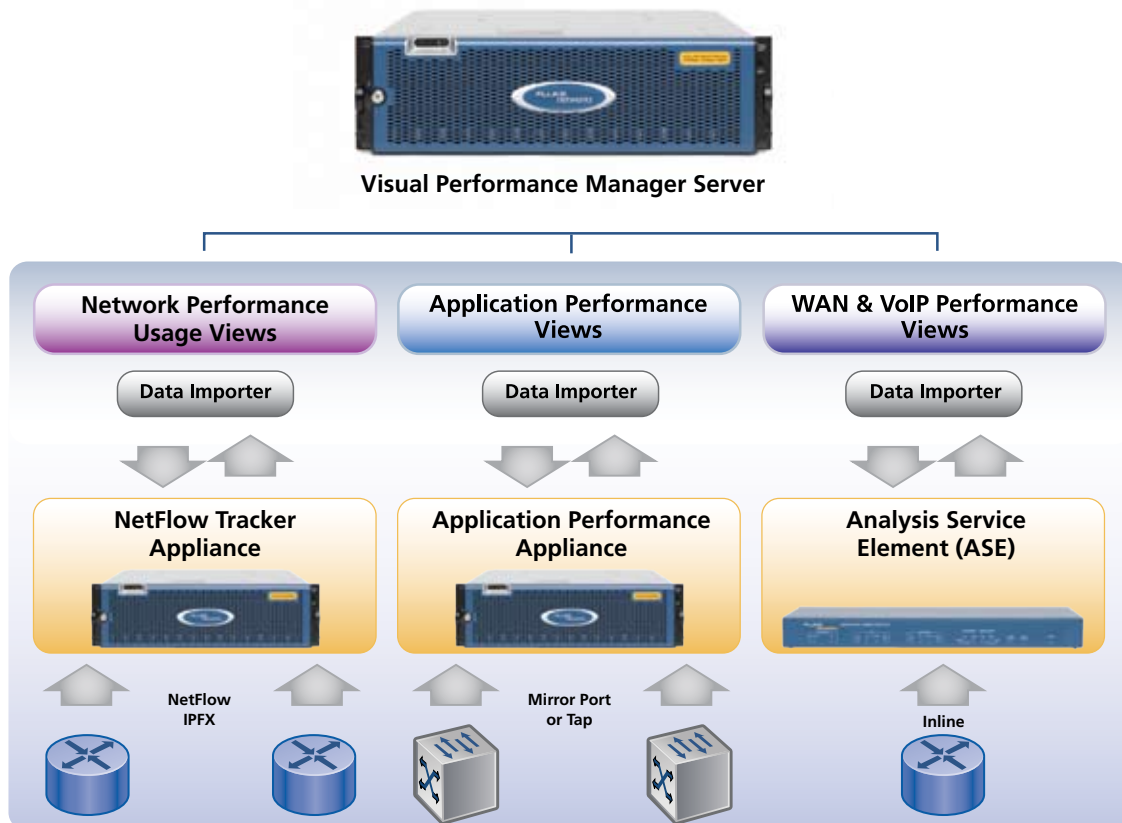 FLUKE
networks
Visual Performance Manager Server
Network Performance
Usage Views
Application Performance
Views
WAN & VoIP Performance
Views
Data Importer
Data Importer
Data Importer
NetFlow Tracker
Appliance
Application Performance
Appliance
Analysis Service
Element (ASE)
NetFlow
IPFX
Mirror Port
or Tap
Inline